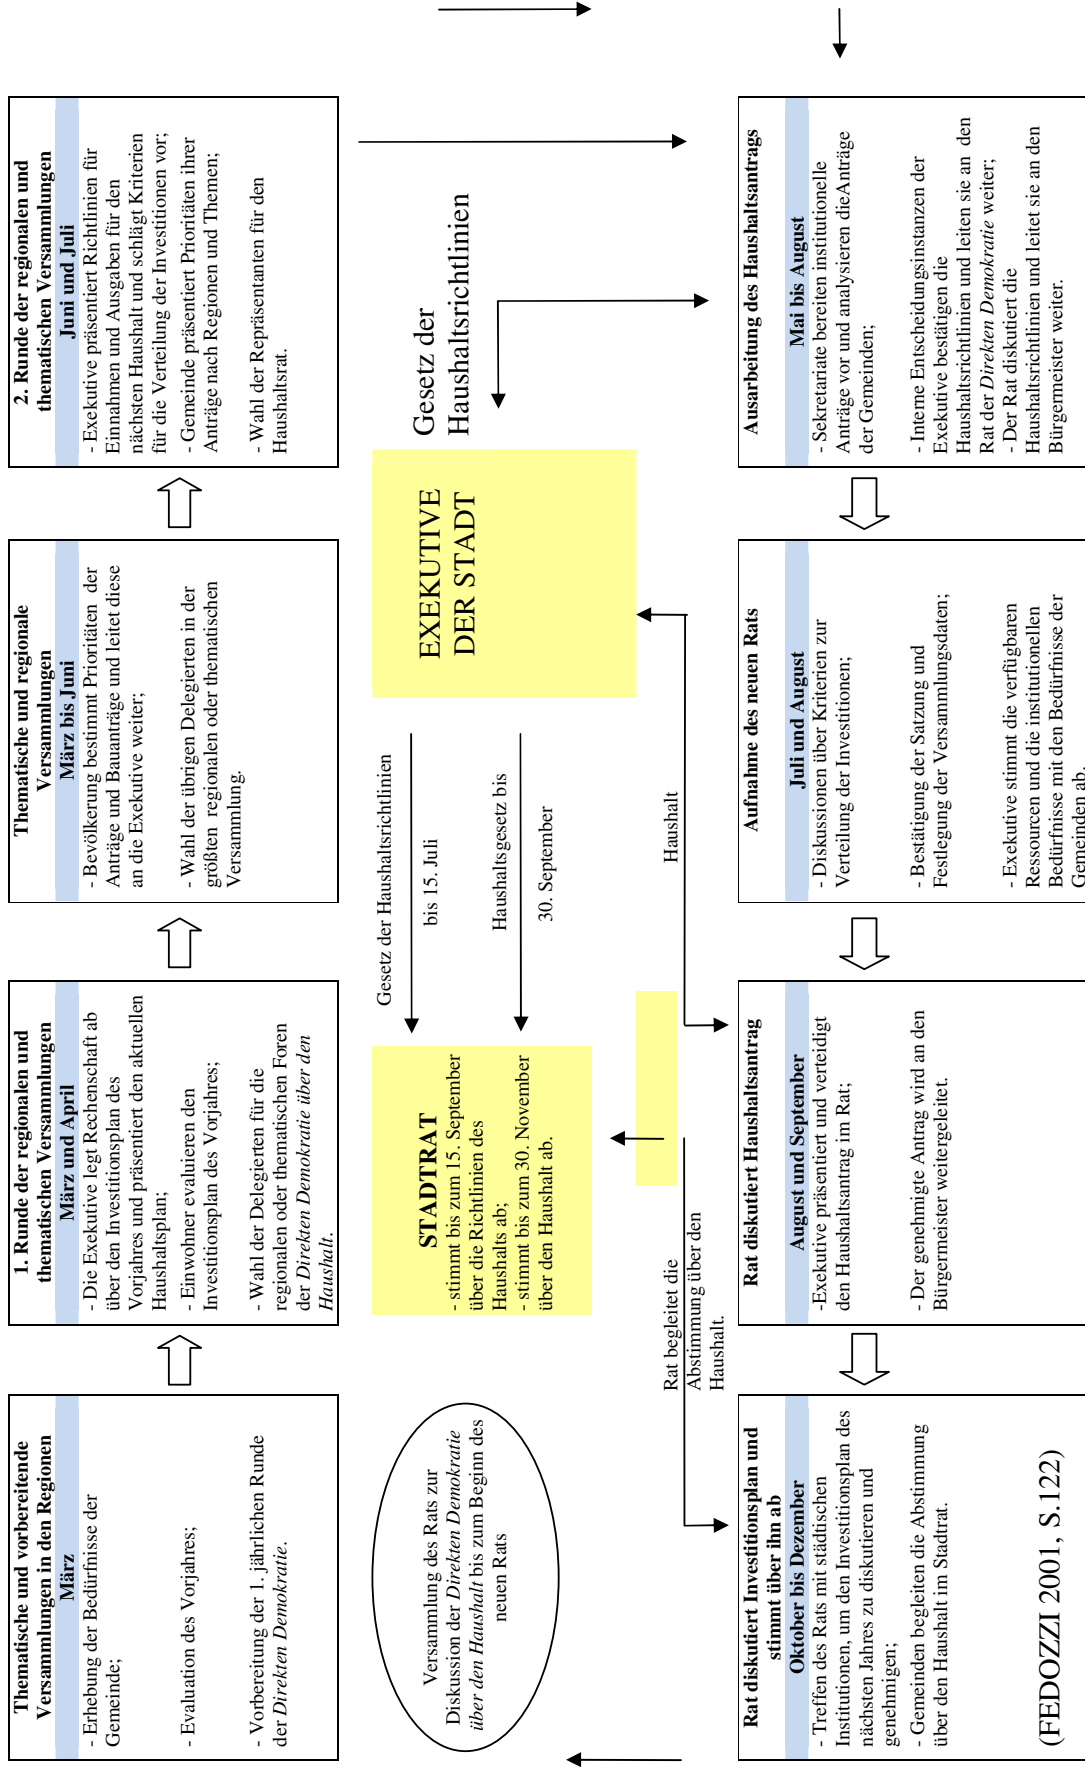 Thematische und vorbereitende
Versammlungen in den Regionen
März
- Erhebung der Bedürfnisse der
Gemeinde;
- Evaluation des Vorjahres;
- Vorbereitung der 1. jährlichen Runde
der Direkten Demokratie.
1. Runde der regionalen und
thematischen Versammlungen
März und April
- Die Exekutive legt Rechenschaft ab
über den Investitionsplan des
Vorjahres und präsentiert den aktuellen
Haushaltsplan;
- Einwohner evaluieren den
Investitionsplan des Vorjahres;
- Wahl der Delegierten für die
regionalen oder thematischen Foren
der Direkten Demokratie über den
Haushalt.
Thematische und regionale
Versammlungen
März bis Juni
- Bevölkerung bestimmt Prioritäten der
Anträge und Bauanträge und leitet diese
an die Exekutive weiter;
- Wahl der übrigen Delegierten in der
größten regionalen oder thematischen
Versammlung.
2. Runde der regionalen und
thematischen Versammlungen
Juni und Juli
- Exekutive präsentiert Richtlinien für
Einnahmen und Ausgaben für den
nächsten Haushalt und schlägt Kriterien
für die Verteilung der Investitionen vor;
- Gemeinde präsentiert Prioritäten ihrer
Anträge nach Regionen und Themen;
- Wahl der Repräsentanten für den
Haushaltsrat.
Versammlung des Rats zur
Diskussion der Direkten Demokratie
über den Haushalt bis zum Beginn des
neuen Rats
STADTRAT
- stimmt bis zum 15. September
über die Richtlinien des
Haushalts ab;
- stimmt bis zum 30. November
über den Haushalt ab.
Gesetz der Haushaltsrichtlinien
bis 15. Juli
Haushaltsgesetz bis
30. September
EXEKUTIVE
DER STADT
Gesetz der
Haushaltsrichtlinien
Rat begleitet die
Abstimmung über den
Haushalt.
Haushalt
Rat diskutiert Investitionsplan und
stimmt über ihn ab
Oktober bis Dezember
- Treffen des Rats mit städtischen
Institutionen, um den Investitionsplan des
nächsten Jahres zu diskutieren und
genehmigen;
- Gemeinden begleiten die Abstimmung
über den Haushalt im Stadtrat.
Rat diskutiert Haushaltsantrag
August und September
-Exekutive präsentiert und verteidigt
den Haushaltsantrag im Rat;
- Der genehmigte Antrag wird an den
Bürgermeister weitergeleitet.
Aufnahme des neuen Rats
Juli und August
- Diskussionen über Kriterien zur
Verteilung der Investitionen;
- Bestätigung der Satzung und
Festlegung der Versammlungsdaten;
- Exekutive stimmt die verfügbaren
Ressourcen und die institutionellen
Bedürfnisse mit den Bedürfnisse der
Gemeinden ab.
Ausarbeitung des Haushaltsantrags
Mai bis August
- Sekretariate bereiten institutionelle
Anträge vor und analysieren dieAnträge
der Gemeinden;
- Interne Entscheidungsinstanzen der
Exekutive bestätigen die
Haushaltsrichtlinien und leiten sie an den
Rat der Direkten Demokratie weiter;
- Der Rat diskutiert die
Haushaltsrichtlinien und leitet sie an den
Bürgermeister weiter.
(FEDOZZI 2001, S.122)